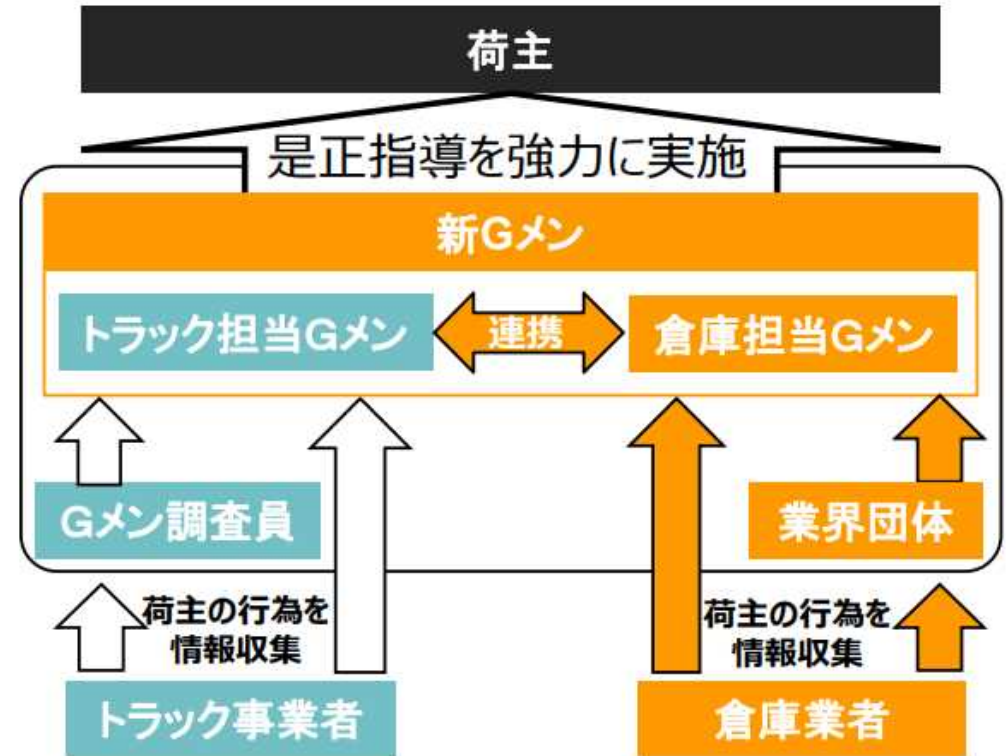 荷主
是正指導を強力に実施
新Gメン
トラック担当Gメン
連携
倉庫担当Gメン
Gメン調査員
業界団体
荷主の行為を
情報収集
荷主の行為を
情報収集
トラック事業者
倉庫業者